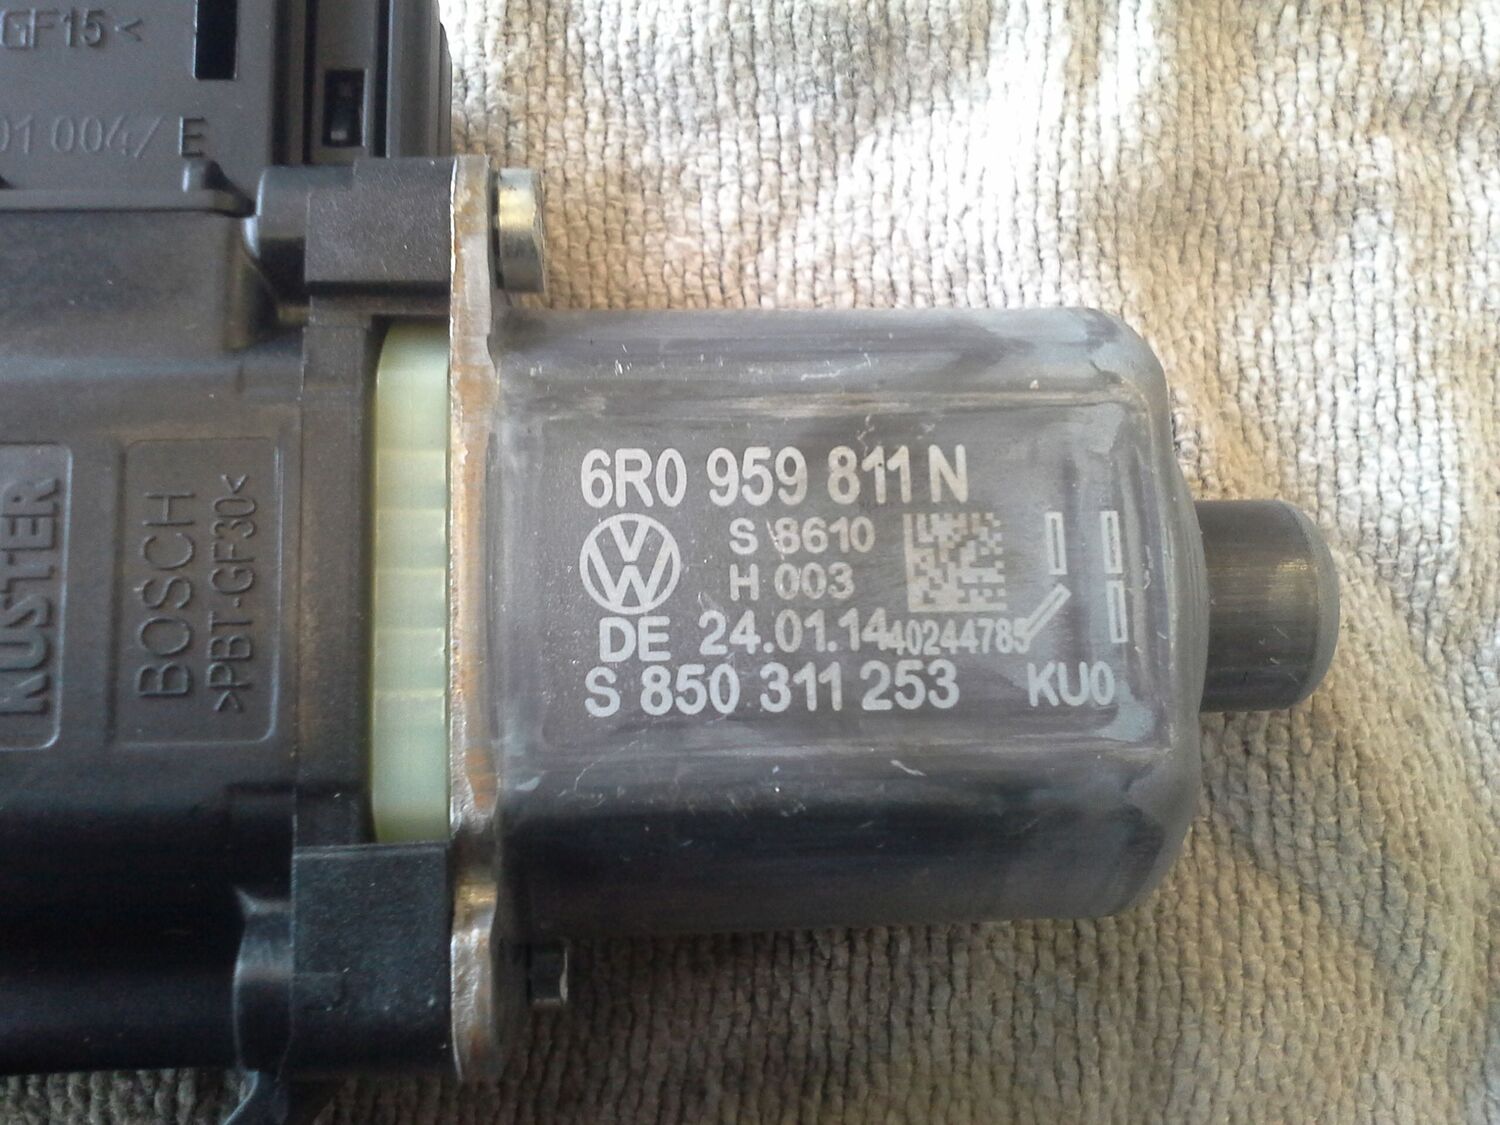 GF15<
01 004/ E
KÜSTER
BOSCH
>PBT-GF30<
6R0 959 811 N
S 8610
H 003
DE 24.01.14 40244785
S 850 311 253 KU0